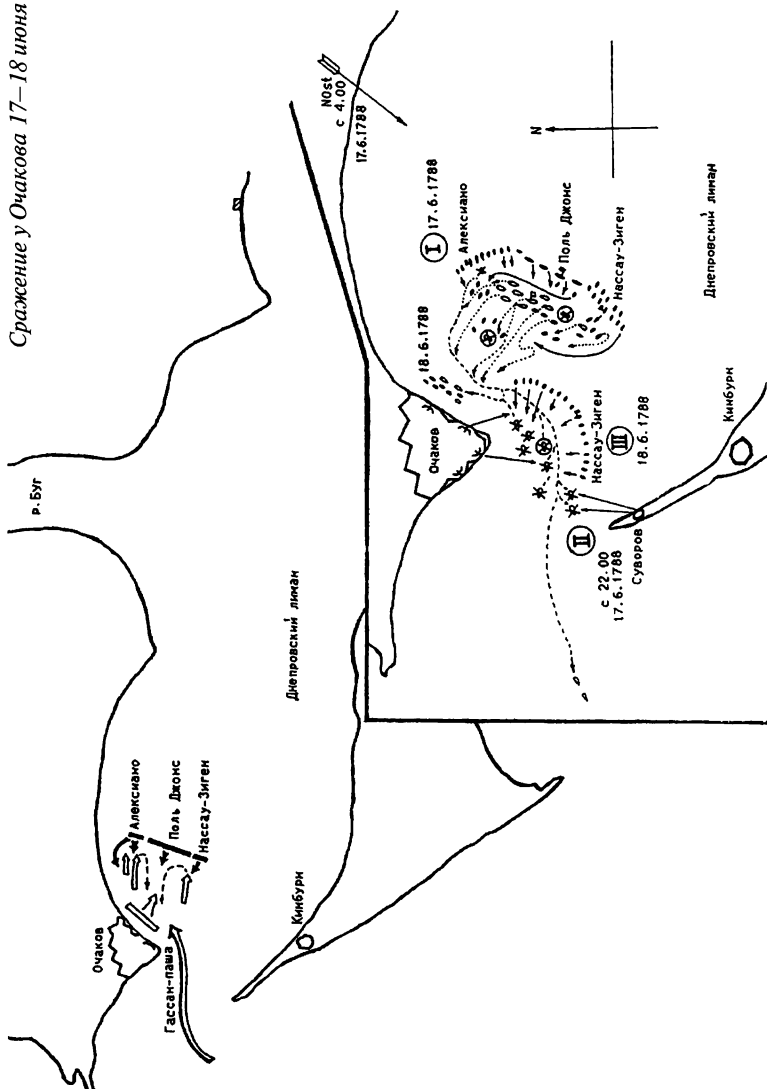 Сражение у Очакова 17–18 июня
р. Буг
Днепровский лиман
Очаков
Алексиано
Поль Джонс
Нассау-Зиген
Гассан-паша
Кинбурн
NOst
с 4.00
17.6.1788
N
I 17.6.1788
Алексиано
Поль Джонс
Нассау-Зиген
18.6.1788
Очаков
Нассау-Зиген
III
18.6.1788
II
с 22.00
17.6.1788
Суворов
Кинбурн
Днепровский лиман